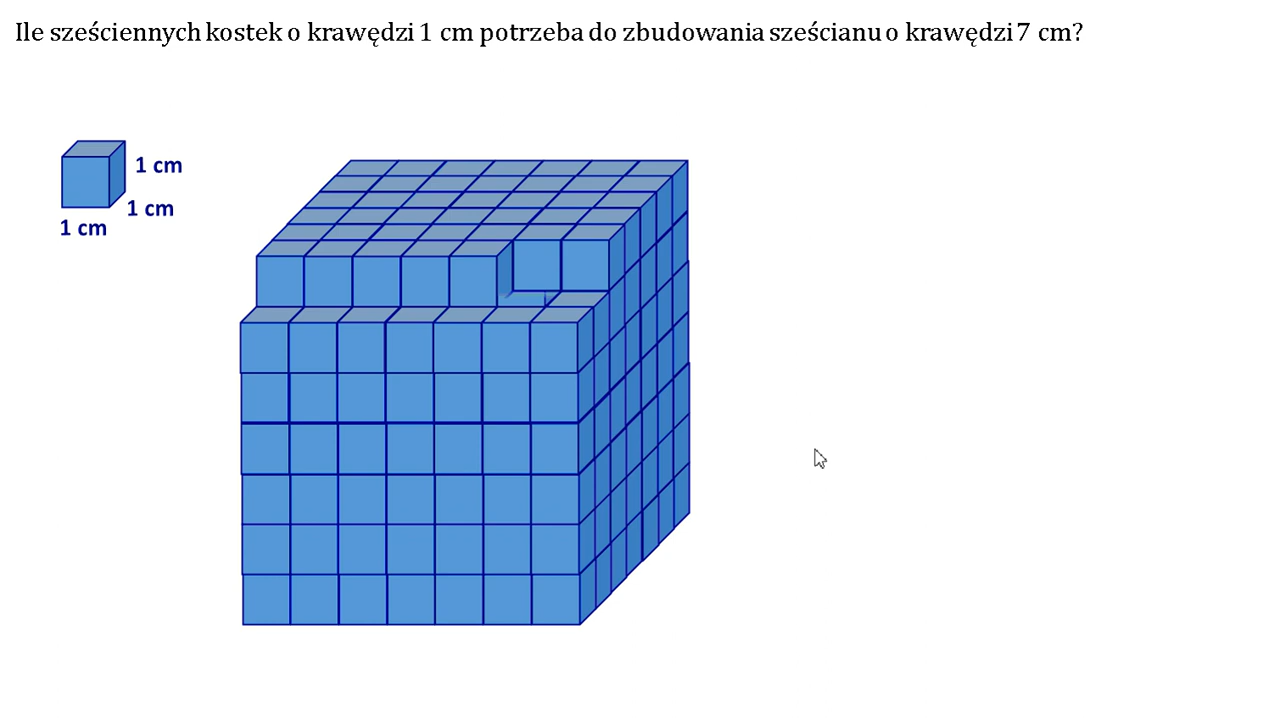 Ile sześciennych kostek o krawędzi 1 cm potrzeba do zbudowania sześcianu o krawędzi 7 cm?
1 cm
1 cm
1 cm